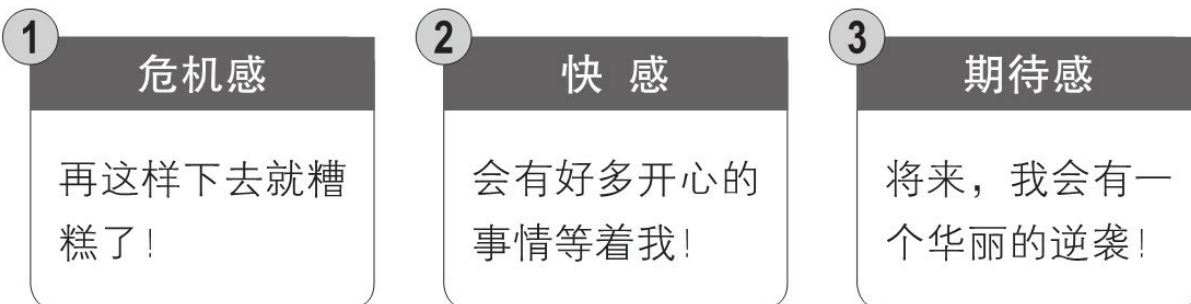 1
危机感
再这样下去就糟
糕了!
2
快 感
会有好多开心的
事情等着我!
3
期待感
将来，我会有一
个华丽的逆袭!